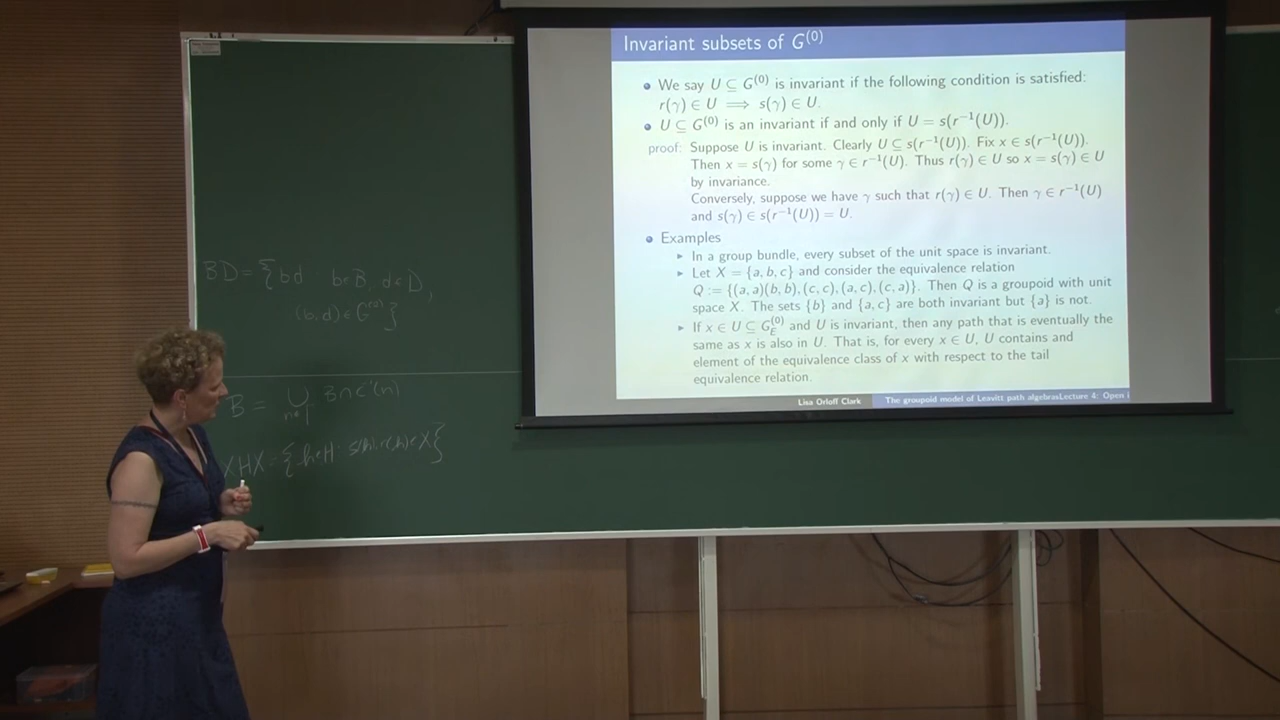 Invariant subsets of G⁽⁰⁾
• We say U ⊆ G⁽⁰⁾ is invariant if the following condition is satisfied:
r(γ) ∈ U ⟹ s(γ) ∈ U.
• U ⊆ G⁽⁰⁾ is an invariant if and only if U = s(r⁻¹(U)).
proof: Suppose U is invariant. Clearly U ⊆ s(r⁻¹(U)). Fix x ∈ s(r⁻¹(U)).
Then x = s(γ) for some γ ∈ r⁻¹(U). Thus r(γ) ∈ U so x = s(γ) ∈ U
by invariance.
Conversely, suppose we have γ such that r(γ) ∈ U. Then γ ∈ r⁻¹(U)
and s(γ) ∈ s(r⁻¹(U)) = U.
• Examples
▸ In a group bundle, every subset of the unit space is invariant.
▸ Let X = {a, b, c} and consider the equivalence relation
Q := {(a, a)(b, b), (c, c), (a, c), (c, a)}. Then Q is a groupoid with unit
space X. The sets {b} and {a, c} are both invariant but {a} is not.
▸ If x ∈ U ⊆ G_E⁽⁰⁾ and U is invariant, then any path that is eventually the
same as x is also in U. That is, for every x ∈ U, U contains and
element of the equivalence class of x with respect to the tail
equivalence relation.
Lisa Orloff Clark The groupoid model of Leavitt path algebrasLecture 4: Open i
BD = { bd b∈B, d∈D,
(b, d) ∈ G⁽⁰⁾ }
B = ⋃
XHX = { h∈H : s(h), r(h) ∈ X }